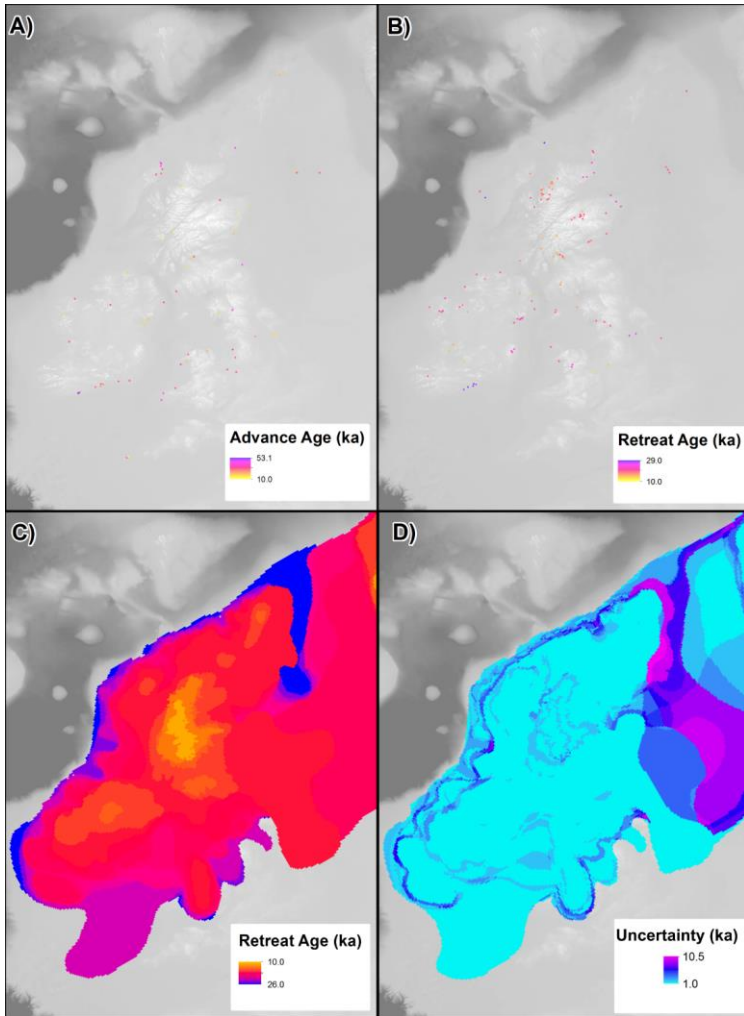 A)
Advance Age (ka)
53.1
10.0
B)
Retreat Age (ka)
29.0
10.0
C)
Retreat Age (ka)
10.0
26.0
D)
Uncertainty (ka)
10.5
1.0